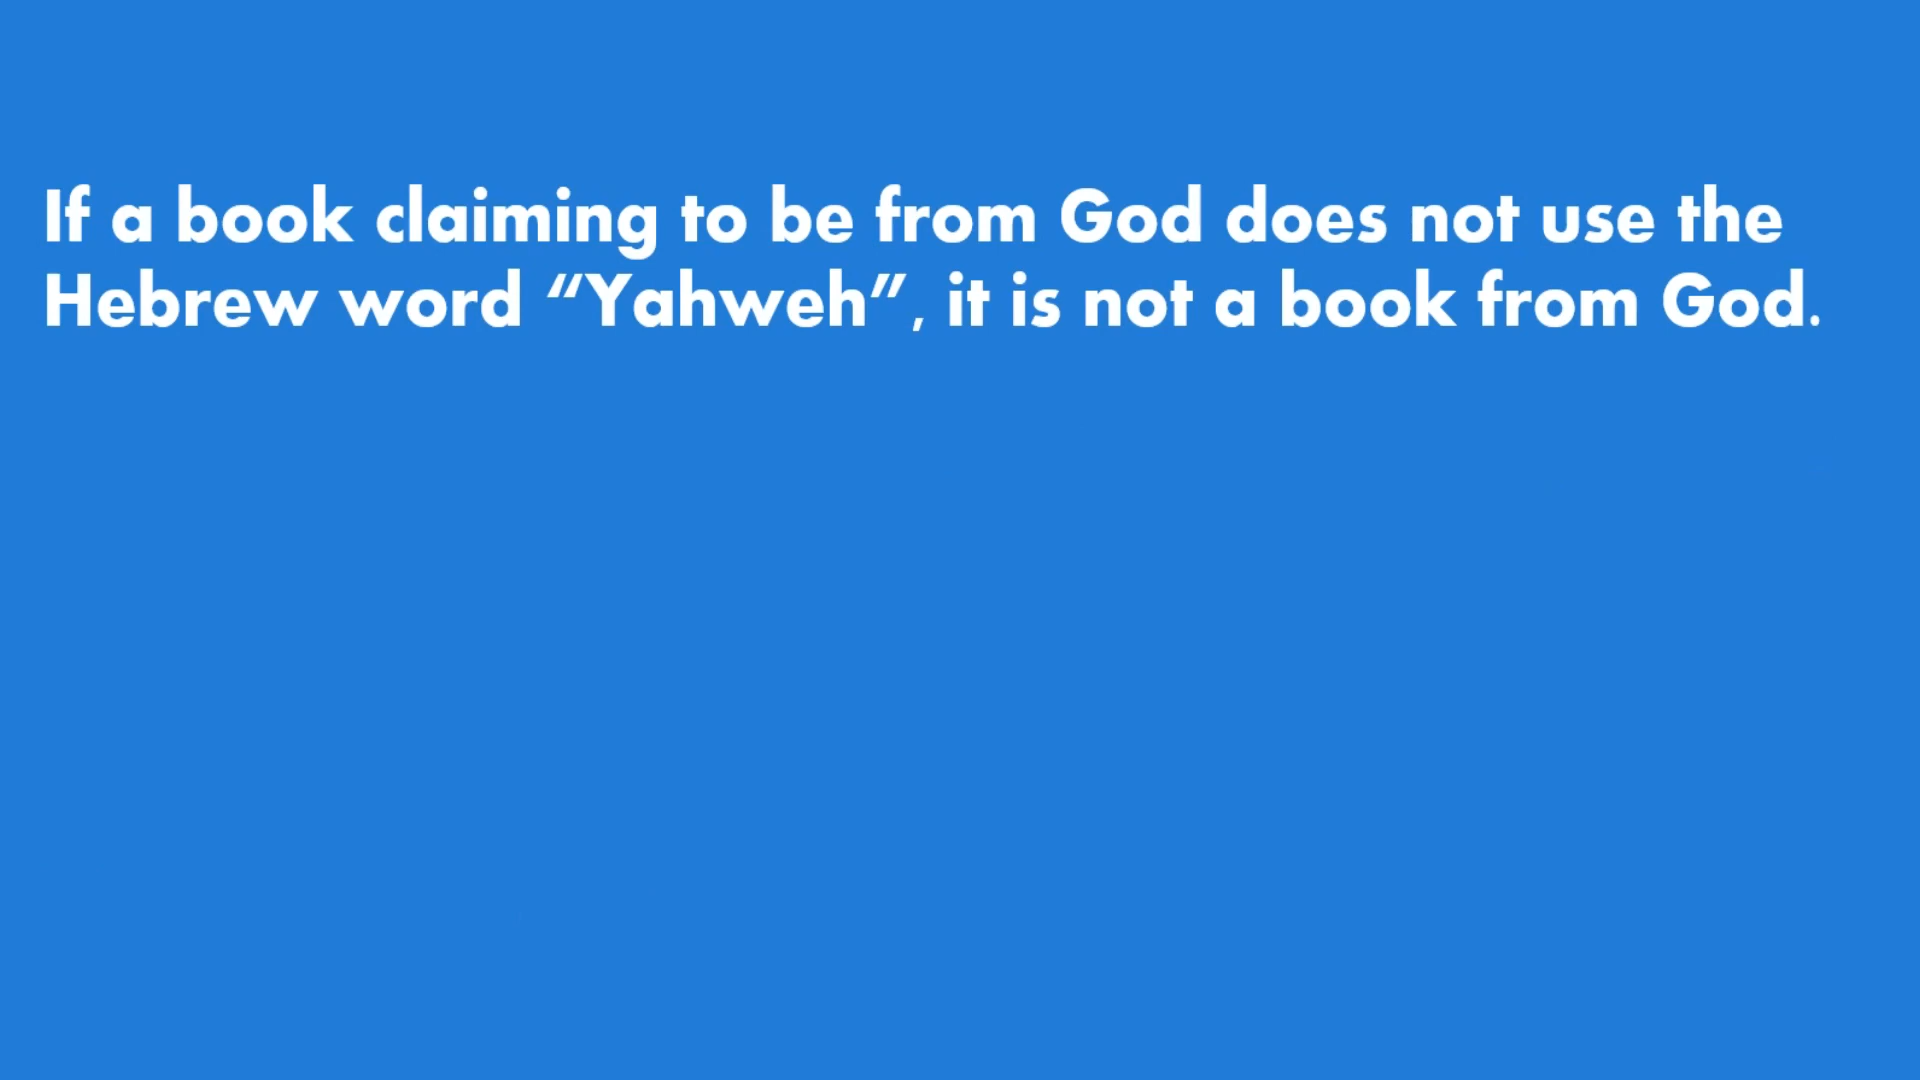 If a book claiming to be from God does not use the
Hebrew word “Yahweh”, it is not a book from God.